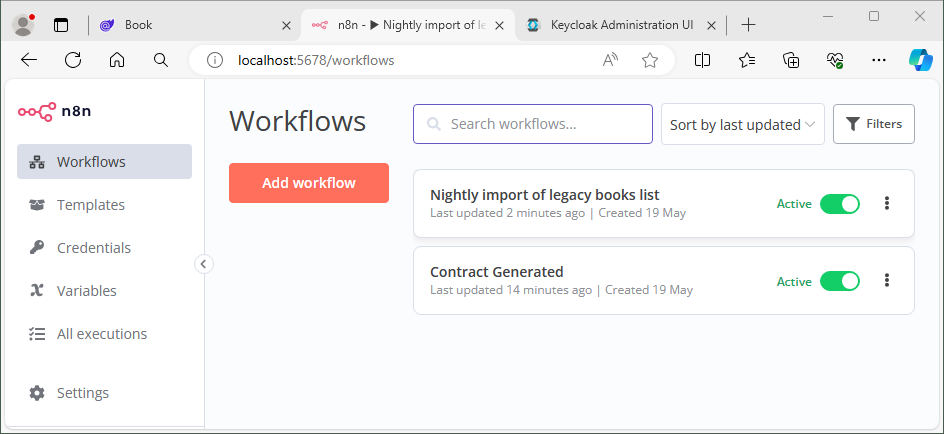 Book
n8n - ▶ Nightly import of le
Keycloak Administration UI
localhost:5678/workflows
n8n
Workflows
Templates
Credentials
Variables
All executions
Settings
Workflows
Search workflows...
Sort by last updated
Filters
Add workflow
Nightly import of legacy books list
Last updated 2 minutes ago | Created 19 May
Active
Contract Generated
Last updated 14 minutes ago | Created 19 May
Active